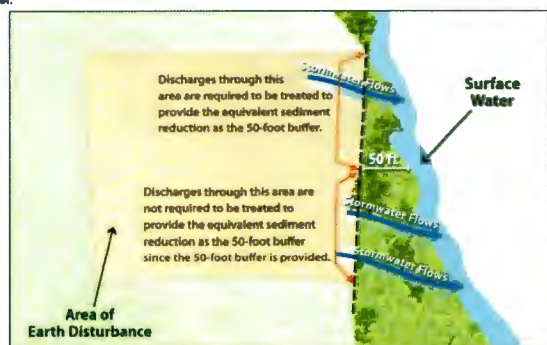 Stormwater Flows
Discharges through this
area are required to be treated to
provide the equivalent sediment
reduction as the 50-foot buffer.
Surface
Water
50 ft
Discharges through this area are
not required to be treated to
provide the equivalent sediment
reduction as the 50-foot buffer
since the 50-foot buffer is provided.
Stormwater Flows
Stormwater Flows
Area of
Earth Disturbance